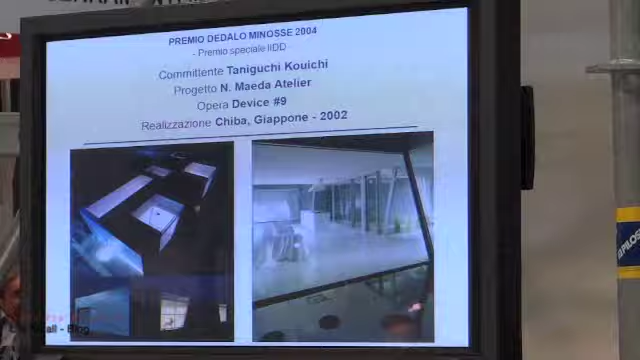 PREMIO DEDALO MINOSSE 2004
- Premio speciale IIDD
Committente Taniguchi Kouichi
Progetto N. Maeda Atelier
Opera Device #9
Realizzazione Chiba, Giappone - 2002
- Blog